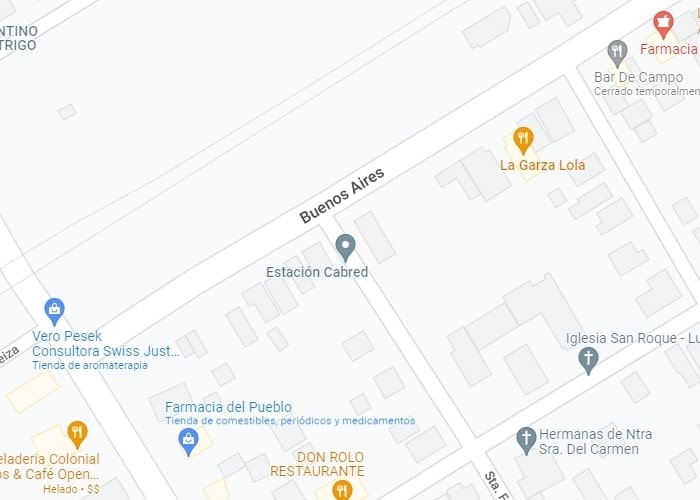 NTINO
TRIGO
Farmacia
Bar De Campo
Cerrado temporalmen
La Garza Lola
Buenos Aires
Estación Cabred
Vero Pesek
Consultora Swiss Just...
Tienda de aromaterapia
eiza
Iglesia San Roque - Lu
Farmacia del Pueblo
Tienda de comestibles, periódicos y medicamentos
Hermanas de Ntra
Sra. Del Carmen
eladeria Colonial
os & Café Open...
Helado • $$
DON ROLO
RESTAURANTE
Sta. F